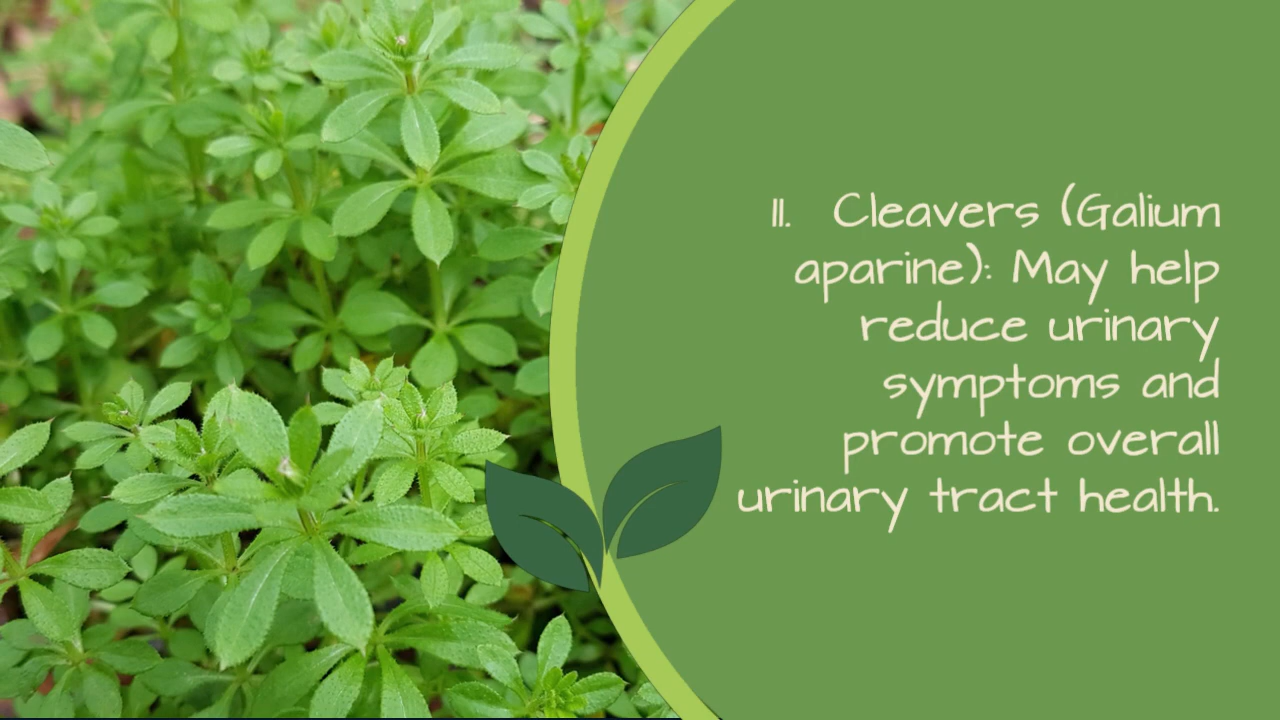 11. Cleavers (Galium
aparine): May help
reduce urinary
symptoms and
promote overall
urinary tract health.